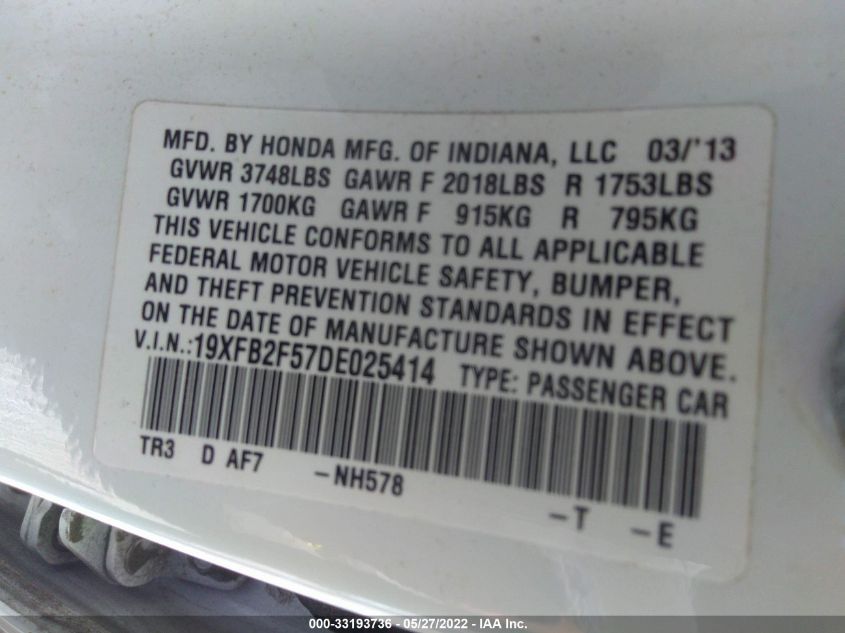 MFD. BY HONDA MFG. OF INDIANA, LLC 03/'13
GVWR 3748LBS GAWR F 2018LBS R 1753LBS
GVWR 1700KG GAWR F 915KG R 795KG
THIS VEHICLE CONFORMS TO ALL APPLICABLE
FEDERAL MOTOR VEHICLE SAFETY, BUMPER,
AND THEFT PREVENTION STANDARDS IN EFFECT
ON THE DATE OF MANUFACTURE SHOWN ABOVE.
V.I.N.:19XFB2F57DE025414 TYPE: PASSENGER CAR
TR3 D AF7 -NH578 -T -E
000-33193736 - 05/27/2022 - IAA Inc.